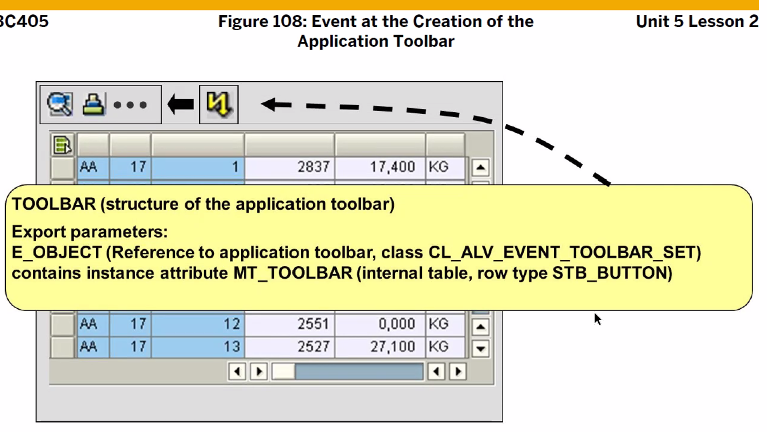 BC405
Figure 108: Event at the Creation of the
Application Toolbar
Unit 5 Lesson 2
AA 17 1 2837 17,400 KG
TOOLBAR (structure of the application toolbar)
Export parameters:
E_OBJECT (Reference to application toolbar, class CL_ALV_EVENT_TOOLBAR_SET)
contains instance attribute MT_TOOLBAR (internal table, row type STB_BUTTON)
AA 17 12 2551 0,000 KG
AA 17 13 2527 27,100 KG